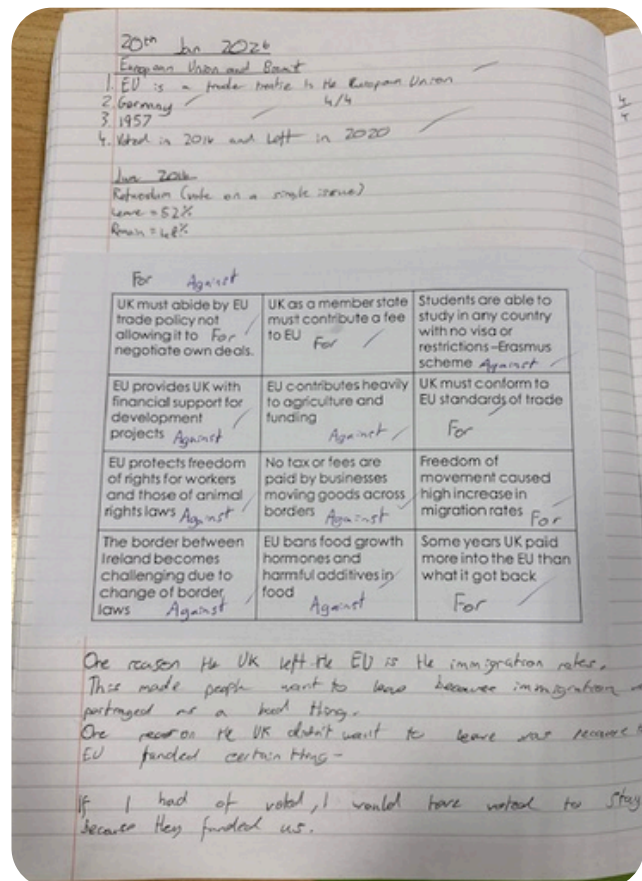 20th Jan 2026
European Union and Brexit
1. EU is a trader treatie in the European Union
2. Germany 4/4
3. 1957
4. Voted in 2016 and Left in 2020
4/4
Jun 2016
Referendum (vote on a single issue)
Leave = 52%
Remain = 48%
For Against
UK must abide by EU
trade policy not
allowing it to For
negotiate own deals.
UK as a member state
must contribute a fee
to EU
For
Students are able to
study in any country
with no visa or
restrictions –Erasmus
scheme Against
EU provides UK with
financial support for
development
projects Against
EU contributes heavily
to agriculture and
funding
Against
UK must conform to
EU standards of trade
For
EU protects freedom
of rights for workers
and those of animal
rights laws Against
No tax or fees are
paid by businesses
moving goods across
borders Against
Freedom of
movement caused
high increase in
migration rates For
The border between
Ireland becomes
challenging due to
change of border
laws Against
EU bans food growth
hormones and
harmful additives in
food
Against
Some years UK paid
more into the EU than
what it got back
For
One reason the UK left the EU is the immigration rates.
This made people want to leave because immigration
portrayed as a bad thing.
One reason the UK didn't want to leave was because
EU funded certain things
If I had of voted, I would have voted to stay
because they funded us.